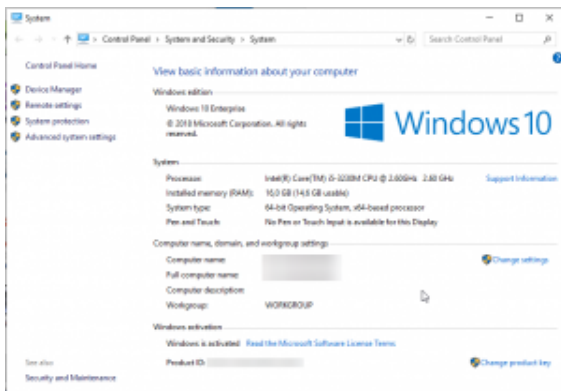 System
Control Panel > System and Security > System
Search Control Panel
Control Panel Home
Device Manager
Remote settings
System protection
Advanced system settings
View basic information about your computer
Windows edition
Windows 10 Enterprise
© 2018 Microsoft Corporation. All rights
reserved.
Windows 10
System
Processor: Intel(R) Core(TM) i5-3230M CPU @ 2.60GHz 2.60 GHz
Support Information
Installed memory (RAM): 16,0 GB (14,6 GB usable)
System type: 64-bit Operating System, x64-based processor
Pen and Touch: No Pen or Touch Input is available for this Display
Computer name, domain, and workgroup settings
Computer name:
Change settings
Full computer name:
Computer description:
Workgroup: WORKGROUP
Windows activation
Windows is activated Read the Microsoft Software License Terms
Product ID:
Change product key
See also
Security and Maintenance